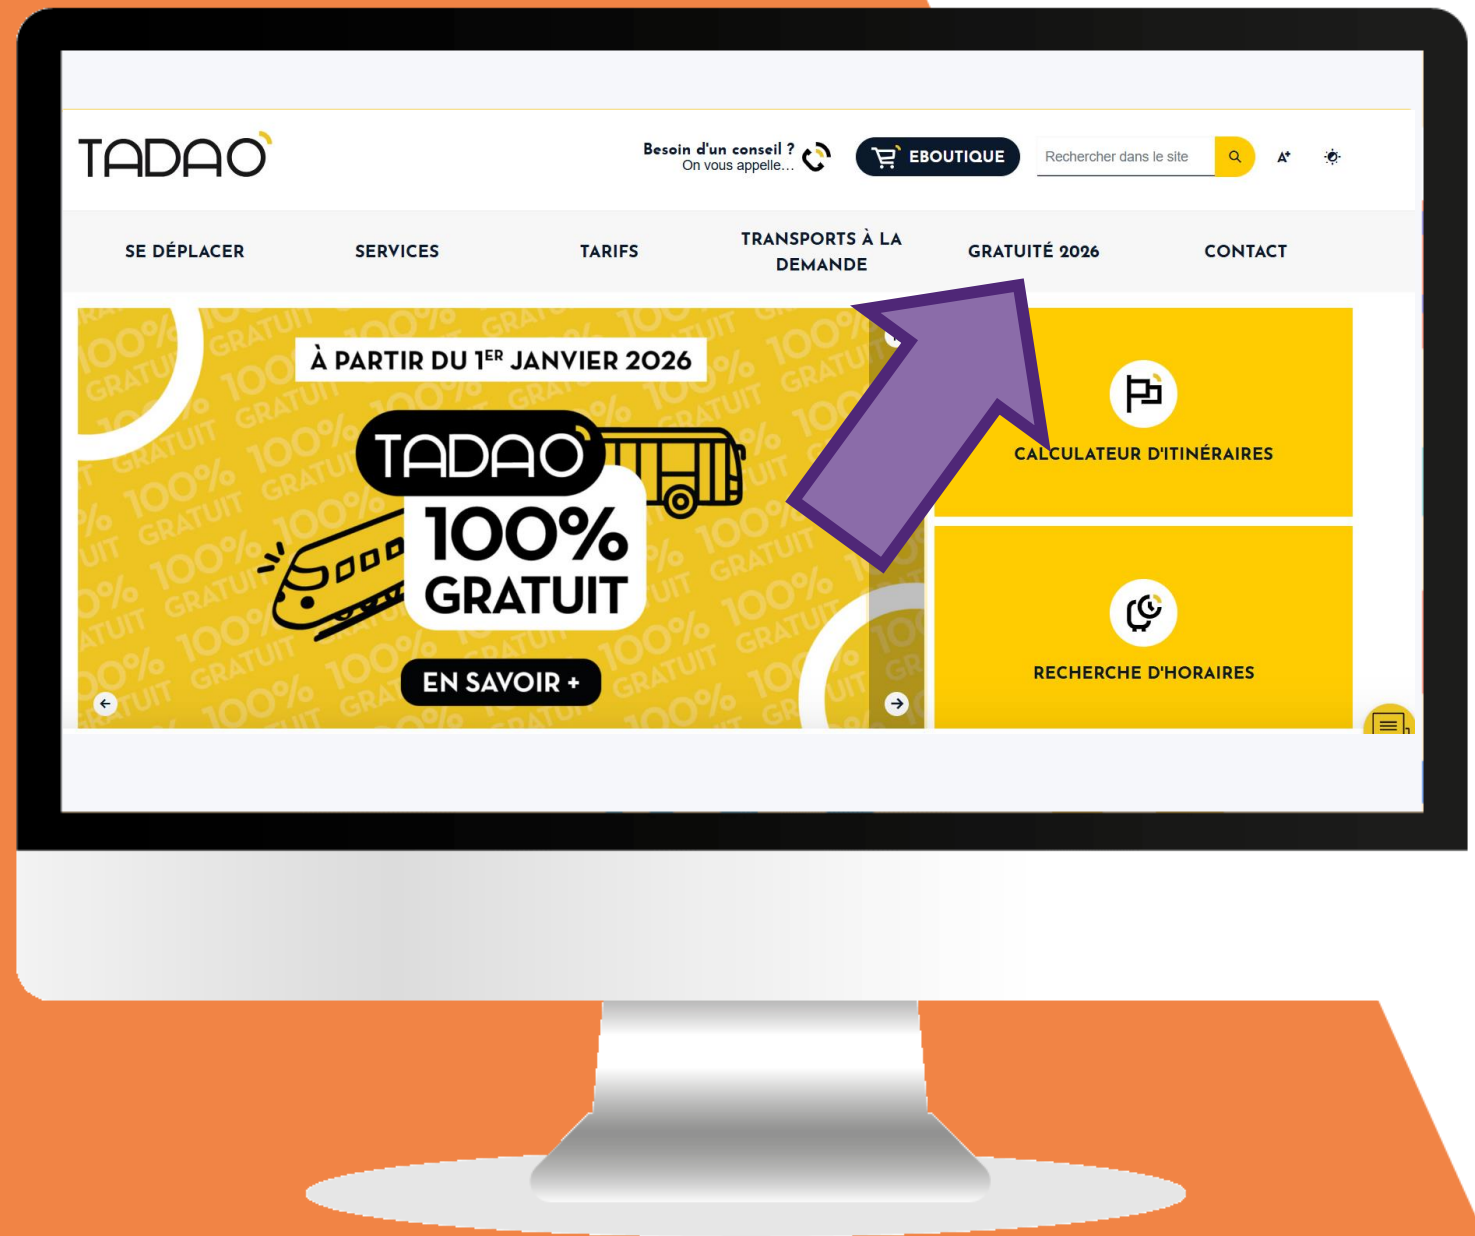 TADAO
Besoin d'un conseil ?
On vous appelle...
EBOUTIQUE
Rechercher dans le site
A+
SE DÉPLACER
SERVICES
TARIFS
TRANSPORTS À LA
DEMANDE
GRATUITÉ 2026
CONTACT
À PARTIR DU 1ER JANVIER 2026
TADAO
100%
GRATUIT
EN SAVOIR +
CALCULATEUR D'ITINÉRAIRES
RECHERCHE D'HORAIRES